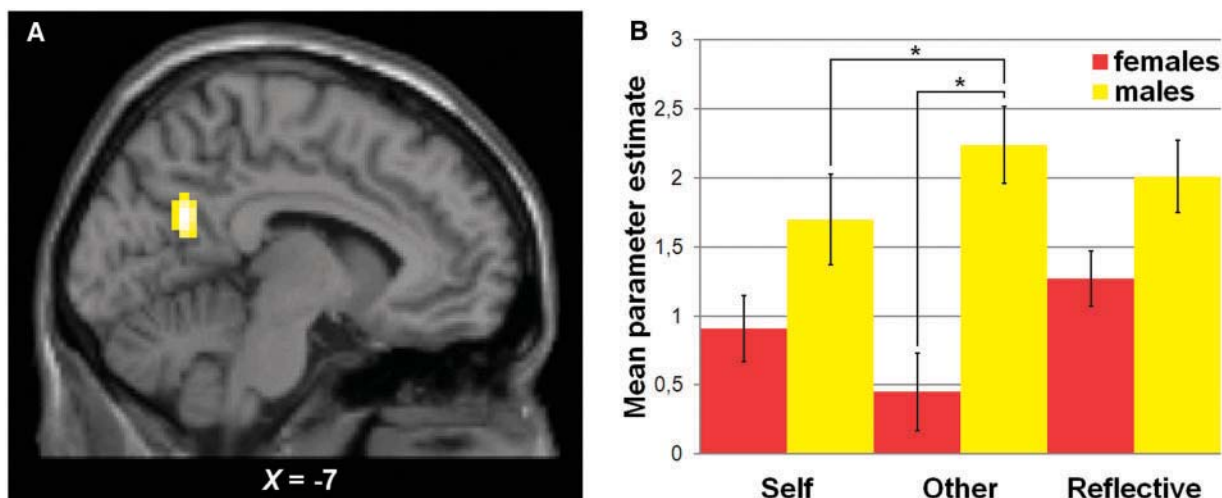 A
X = -7
B
Mean parameter estimate
3
2,5
2
1,5
1
0,5
0
*
*
females
males
Self Other Reflective